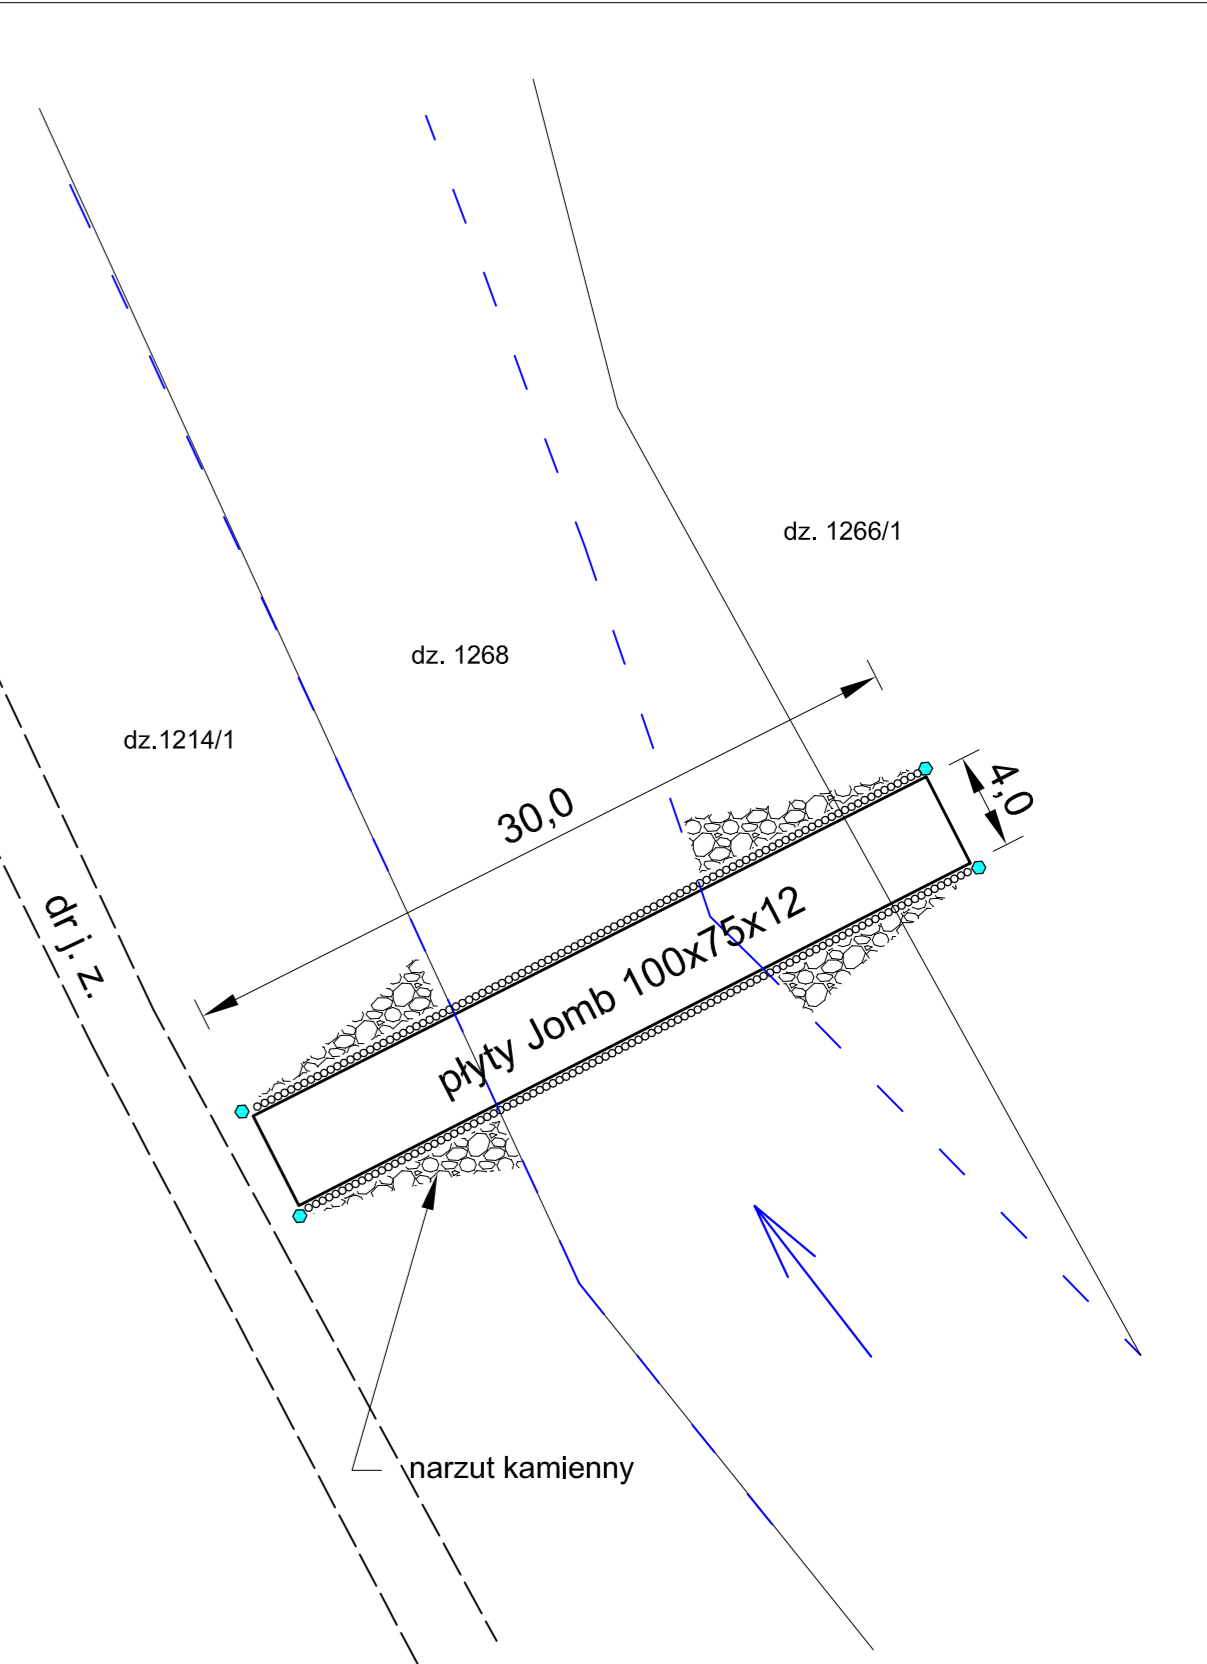 dz. 1266/1
dz. 1268
dz.1214/1
30,0
4,0
płyty Jomb 100x75x12
dr j. z.
narzut kamienny